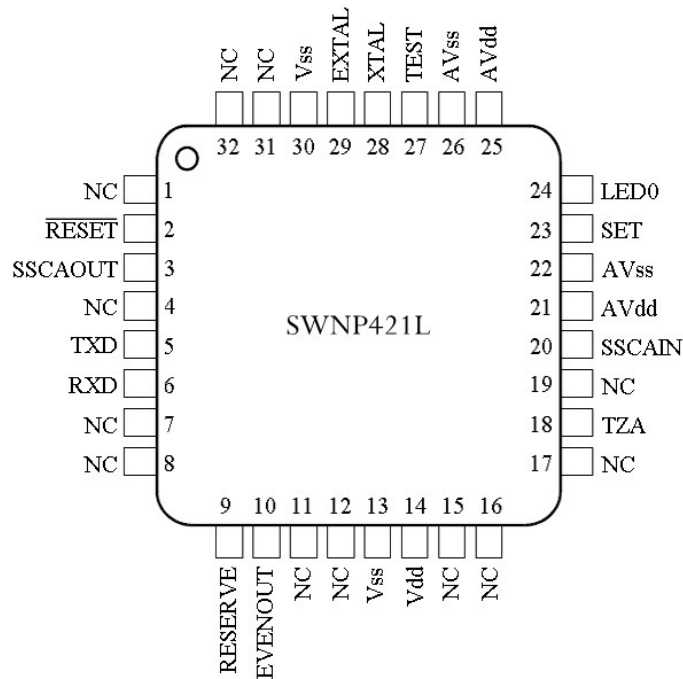 NC
NC
Vss
EXTAL
XTAL
TEST
AVss
AVdd
32 31 30 29 28 27 26 25
NC 1
RESET 2
SSCAOUT 3
NC 4
TXD 5
RXD 6
NC 7
NC 8
SWNP421L
24 LED0
23 SET
22 AVss
21 AVdd
20 SSCAIN
19 NC
18 TZA
17 NC
9 10 11 12 13 14 15 16
RESERVE
EVENOUT
NC
NC
Vss
Vdd
NC
NC